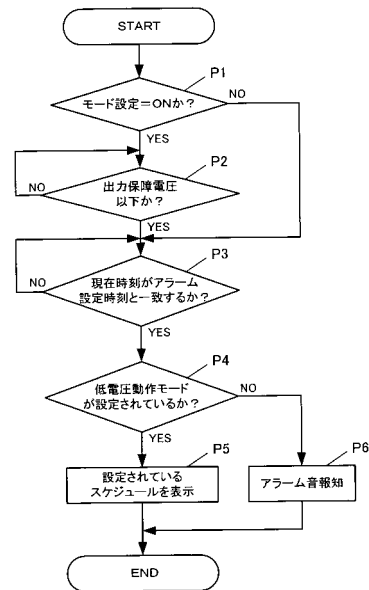 START
P1
モード設定=ONか?
NO
YES
P2
出力保障電圧
以下か?
NO
YES
P3
現在時刻がアラーム
設定時刻と一致するか?
NO
YES
P4
低電圧動作モード
が設定されているか?
NO
YES
P5
設定されている
スケジュールを表示
P6
アラーム音報知
END